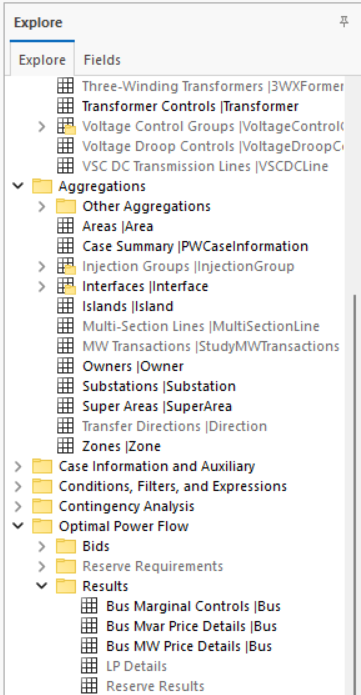 Explore
Explore Fields
Three-Winding Transformers |3WXFormer
Transformer Controls |Transformer
Voltage Control Groups |VoltageControlG
Voltage Droop Controls |VoltageDroopC
VSC DC Transmission Lines |VSCDCLine
Aggregations
Other Aggregations
Areas |Area
Case Summary |PWCaseInformation
Injection Groups |InjectionGroup
Interfaces |Interface
Islands |Island
Multi-Section Lines |MultiSectionLine
MW Transactions |StudyMWTransactions
Owners |Owner
Substations |Substation
Super Areas |SuperArea
Transfer Directions |Direction
Zones |Zone
Case Information and Auxiliary
Conditions, Filters, and Expressions
Contingency Analysis
Optimal Power Flow
Bids
Reserve Requirements
Results
Bus Marginal Controls |Bus
Bus Mvar Price Details |Bus
Bus MW Price Details |Bus
LP Details
Reserve Results